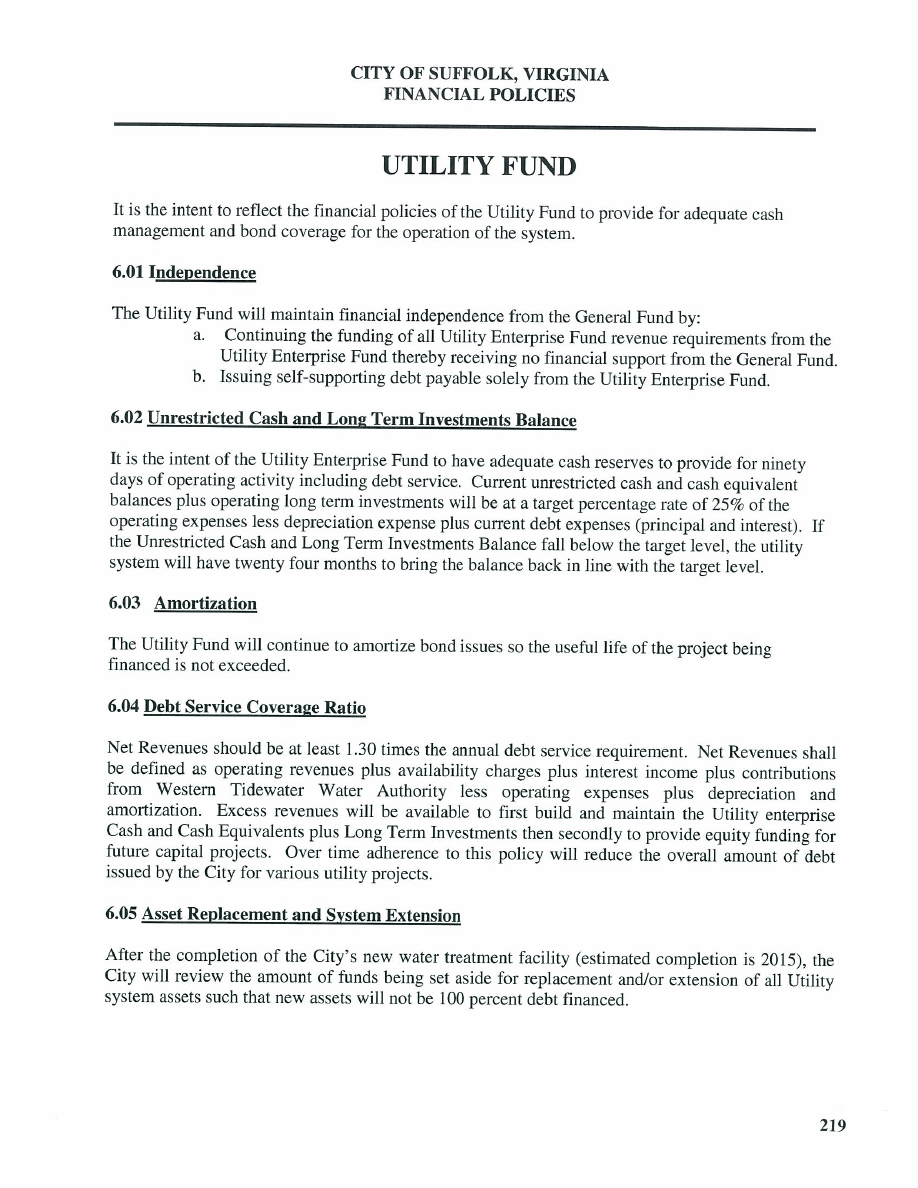 CITY OF SUFFOLK, VIRGINIA
FINANCIAL POLICIES
UTILITY FUND
It is the intent to reflect the financial policies of the Utility Fund to provide for adequate cash
management and bond coverage for the operation of the system.
6.01 Independence
The Utility Fund will maintain financial independence from the General Fund by:
a. Continuing the funding of all Utility Enterprise Fund revenue requirements from the
Utility Enterprise Fund thereby receiving no financial support from the General Fund.
b. Issuing self-supporting debt payable solely from the Utility Enterprise Fund.
6.02 Unrestricted Cash and Long Term Investments Balance
It is the intent of the Utility Enterprise Fund to have adequate cash reserves to provide for ninety
days of operating activity including debt service. Current unrestricted cash and cash equivalent
balances plus operating long term investments will be at a target percentage rate of 25% of the
operating expenses less depreciation expense plus current debt expenses (principal and interest). If
the Unrestricted Cash and Long Term Investments Balance fall below the target level, the utility
system will have twenty four months to bring the balance back in line with the target level.
6.03 Amortization
The Utility Fund will continue to amortize bond issues so the useful life of the project being
financed is not exceeded.
6.04 Debt Service Coverage Ratio
Net Revenues should be at least 1.30 times the annual debt service requirement. Net Revenues shall
be defined as operating revenues plus availability charges plus interest income plus contributions
from Western Tidewater Water Authority less operating expenses plus depreciation and
amortization. Excess revenues will be available to first build and maintain the Utility enterprise
Cash and Cash Equivalents plus Long Term Investments then secondly to provide equity funding for
future capital projects. Over time adherence to this policy will reduce the overall amount of debt
issued by the City for various utility projects.
6.05 Asset Replacement and System Extension
After the completion of the City's new water treatment facility (estimated completion is 2015), the
City will review the amount of funds being set aside for replacement and/or extension of all Utility
system assets such that new assets will not be 100 percent debt financed.
219